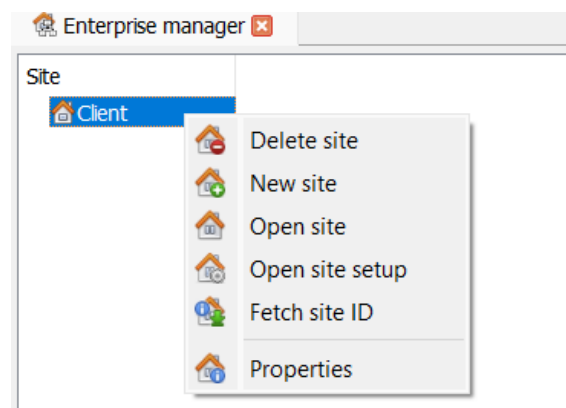 Enterprise manager
Site
Client
Delete site
New site
Open site
Open site setup
Fetch site ID
Properties